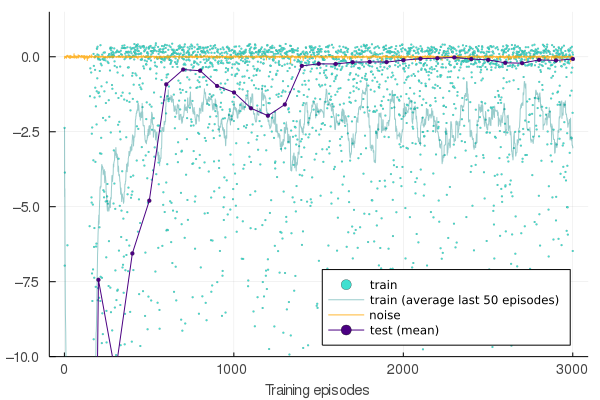 0.0
−2.5
−5.0
−7.5
−10.0
train
train (average last 50 episodes)
noise
test (mean)
0 1000 2000 3000
Training episodes